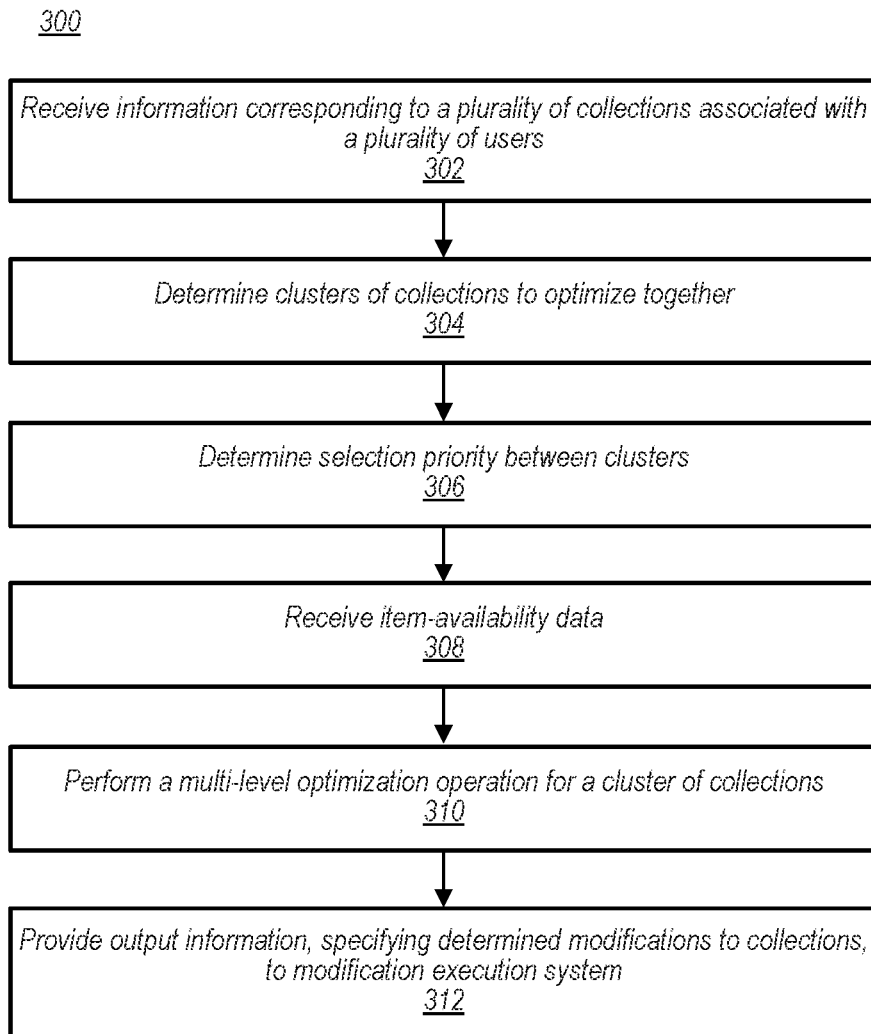 300
Receive information corresponding to a plurality of collections associated with
a plurality of users
302
Determine clusters of collections to optimize together
304
Determine selection priority between clusters
306
Receive item-availability data
308
Perform a multi-level optimization operation for a cluster of collections
310
Provide output information, specifying determined modifications to collections,
to modification execution system
312